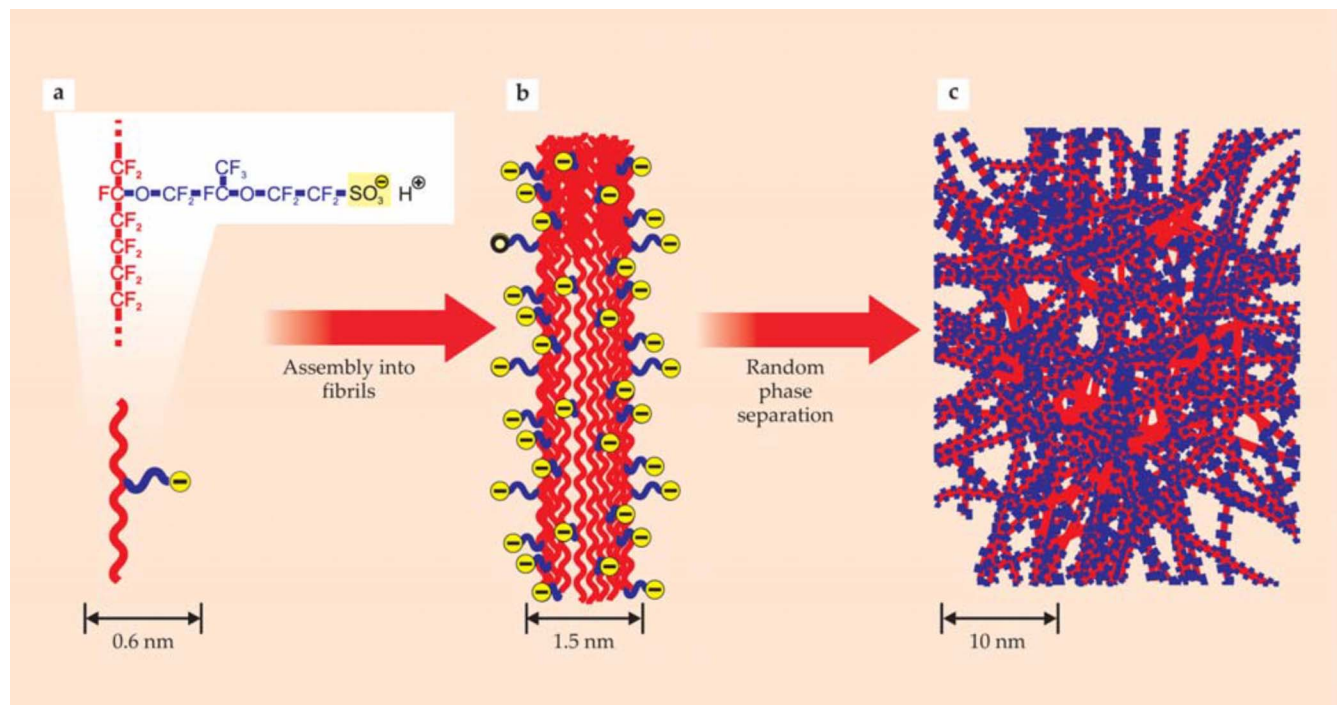 a
CF₂
CF₃
FC–O–CF₂–FC–O–CF₂–CF₂–SO₃⊖ H⊕
CF₂
CF₂
CF₂
CF₂
0.6 nm
Assembly into
fibrils
b
1.5 nm
Random
phase
separation
c
10 nm